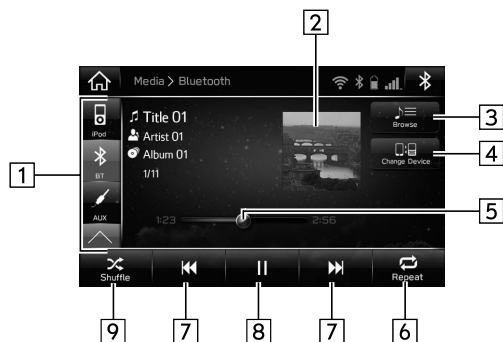 2
Media > Bluetooth
iPod
BT
AUX
Title 01
Artist 01
Album 01
1/11
1:23
2:56
Browse
Change Device
3
4
1
5
Shuffle
Repeat
9
7
8
7
6